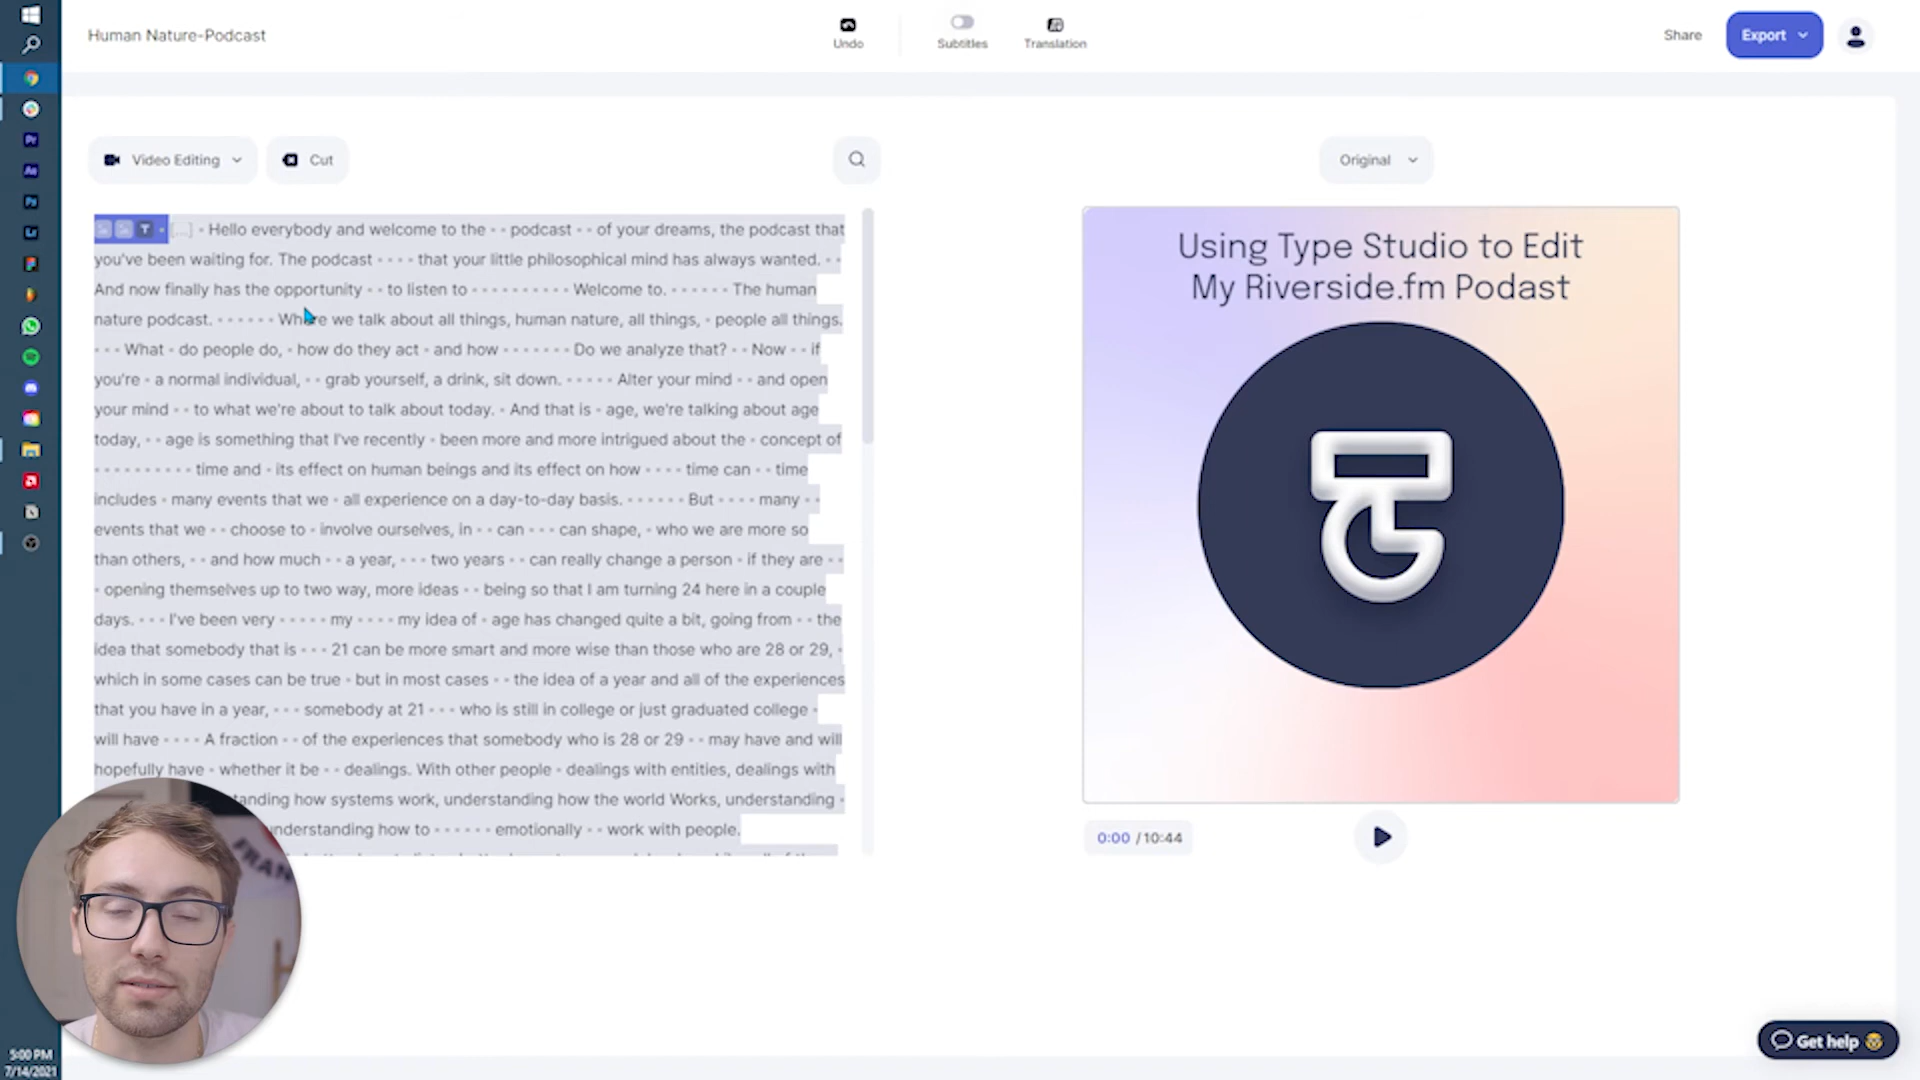 Human Nature-Podcast
Undo
Subtitles
Translation
Share
Export
Video Editing
Cut
Original
T [...] • Hello everybody and welcome to the • • podcast • • of your dreams, the podcast that
you've been waiting for. The podcast • • • • that your little philosophical mind has always wanted. • •
And now finally has the opportunity • • to listen to • • • • • • • • • • Welcome to. • • • • • • The human
nature podcast. • • • • • • Where we talk about all things, human nature, all things, • people all things.
• • • What • do people do, • how do they act • and how • • • • • • • Do we analyze that? • • Now • • if
you're • a normal individual, • • grab yourself, a drink, sit down. • • • • • Alter your mind • • and open
your mind • • to what we're about to talk about today. • And that is • age, we're talking about age
today, • • age is something that I've recently • been more and more intrigued about the • concept of
• • • • • • • • • • time and • its effect on human beings and its effect on how • • • • time can • • time
includes • many events that we • all experience on a day-to-day basis. • • • • • • But • • • • many • •
events that we • • choose to • involve ourselves, in • • can • • • can shape, • who we are more so
than others, • • and how much • • a year, • • • two years • • can really change a person • if they are • •
• opening themselves up to two way, more ideas • • being so that I am turning 24 here in a couple
days. • • • I've been very • • • • • my • • • • my idea of • age has changed quite a bit, going from • • the
idea that somebody that is • • • 21 can be more smart and more wise than those who are 28 or 29, •
which in some cases can be true • but in most cases • • the idea of a year and all of the experiences
that you have in a year, • • • somebody at 21 • • • who is still in college or just graduated college •
will have • • • • A fraction • • of the experiences that somebody who is 28 or 29 • • may have and will
hopefully have • whether it be • • dealings. With other people • dealings with entities, dealings with
anding how systems work, understanding how the world Works, understanding •
nderstanding how to • • • • • • emotionally • • work with people.
Using Type Studio to Edit
My Riverside.fm Podast
0:00 / 10:44
FRAN
Get help
5:00 PM
7/14/2021